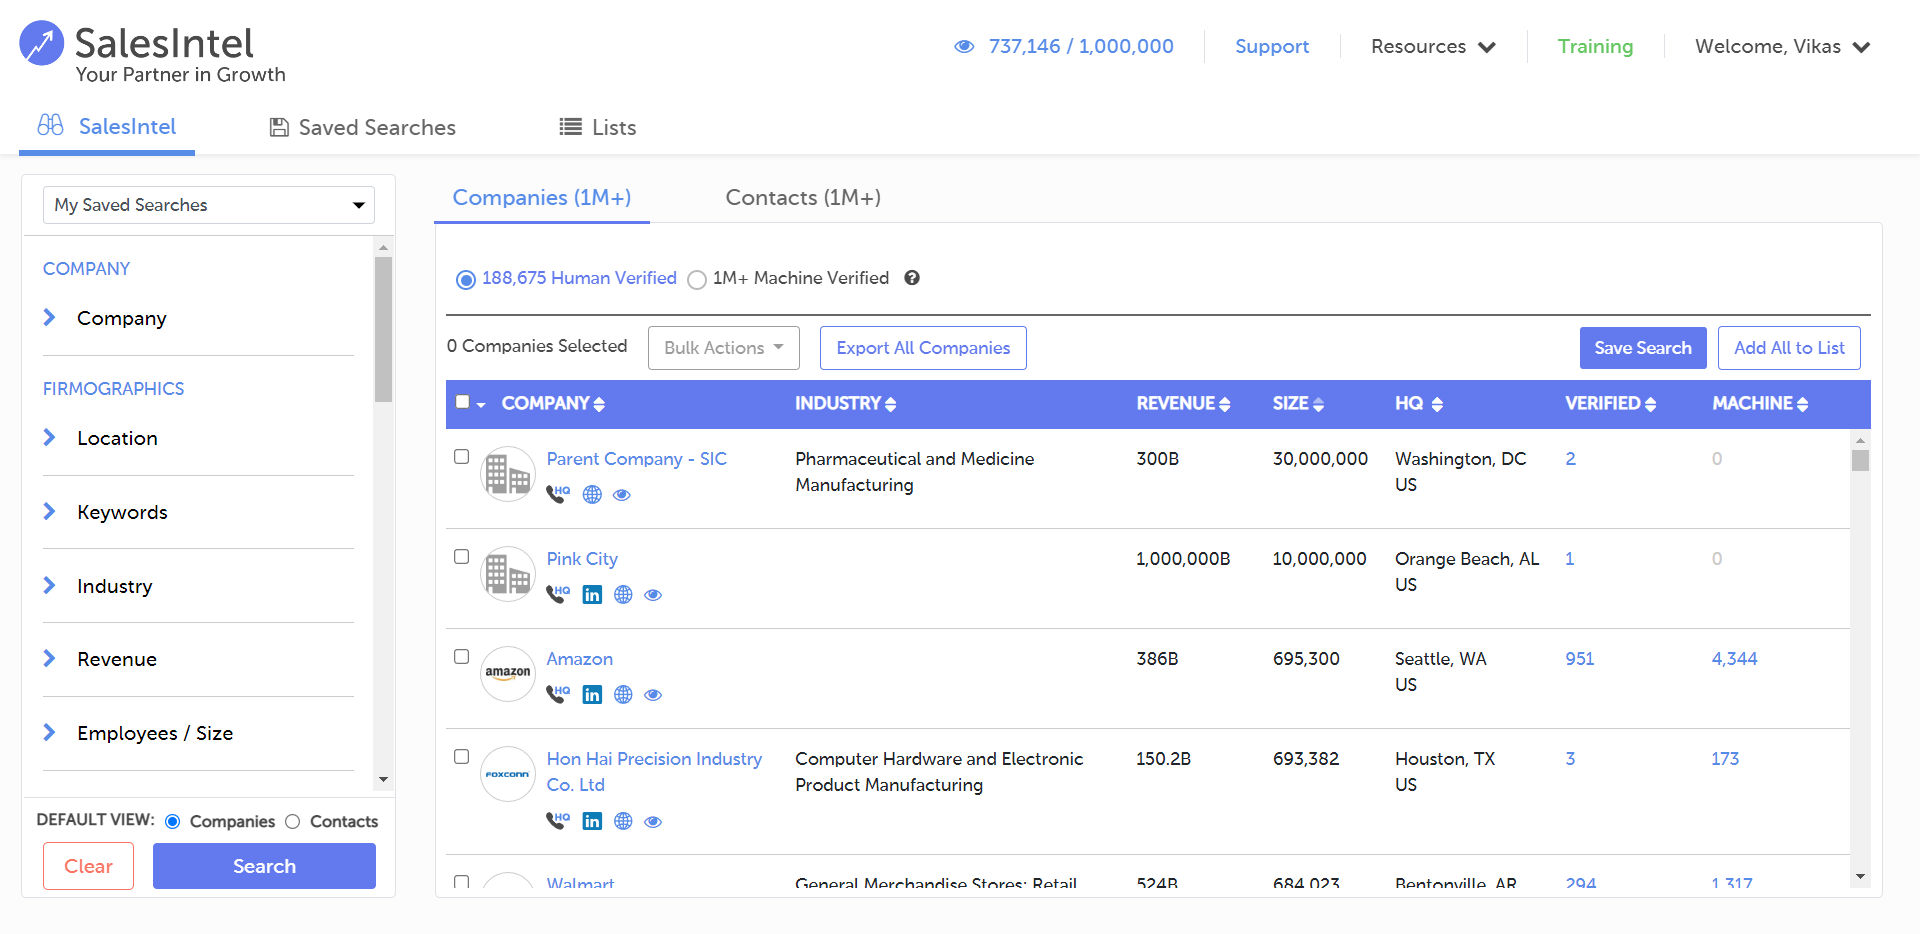 SalesIntel
Your Partner in Growth
737,146 / 1,000,000
Support
Resources
Training
Welcome, Vikas
SalesIntel
Saved Searches
Lists
My Saved Searches
COMPANY
Company
FIRMOGRAPHICS
Location
Keywords
Industry
Revenue
Employees / Size
DEFAULT VIEW: Companies Contacts
Clear
Search
Companies (1M+)
Contacts (1M+)
188,675 Human Verified 1M+ Machine Verified ?
0 Companies Selected
Bulk Actions
Export All Companies
Save Search
Add All to List
COMPANY INDUSTRY REVENUE SIZE HQ VERIFIED MACHINE
Parent Company - SIC Pharmaceutical and Medicine 300B 30,000,000 Washington, DC 2 0
Manufacturing US
HQ
Pink City 1,000,000B 10,000,000 Orange Beach, AL 1 0
US
HQ in
amazon
Amazon 386B 695,300 Seattle, WA 951 4,344
US
HQ in
FOXCONN
Hon Hai Precision Industry Computer Hardware and Electronic 150.2B 693,382 Houston, TX 3 173
Co. Ltd Product Manufacturing US
HQ in
Walmart General Merchandise Stores; Retail 524B 684,023 Bentonville, AR 294 1,317